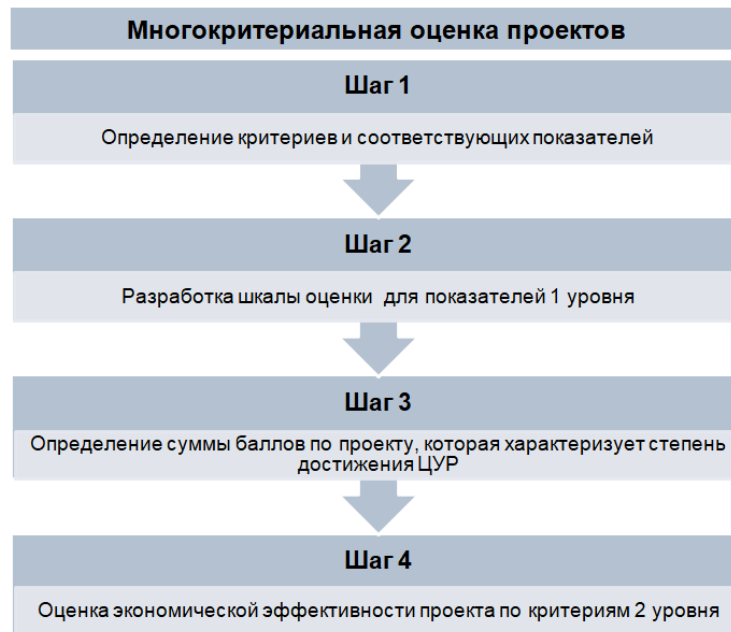 Многокритериальная оценка проектов
Шаг 1
Определение критериев и соответствующих показателей
Шаг 2
Разработка шкалы оценки для показателей 1 уровня
Шаг 3
Определение суммы баллов по проекту, которая характеризует степень
достижения ЦУР
Шаг 4
Оценка экономической эффективности проекта по критериям 2 уровня